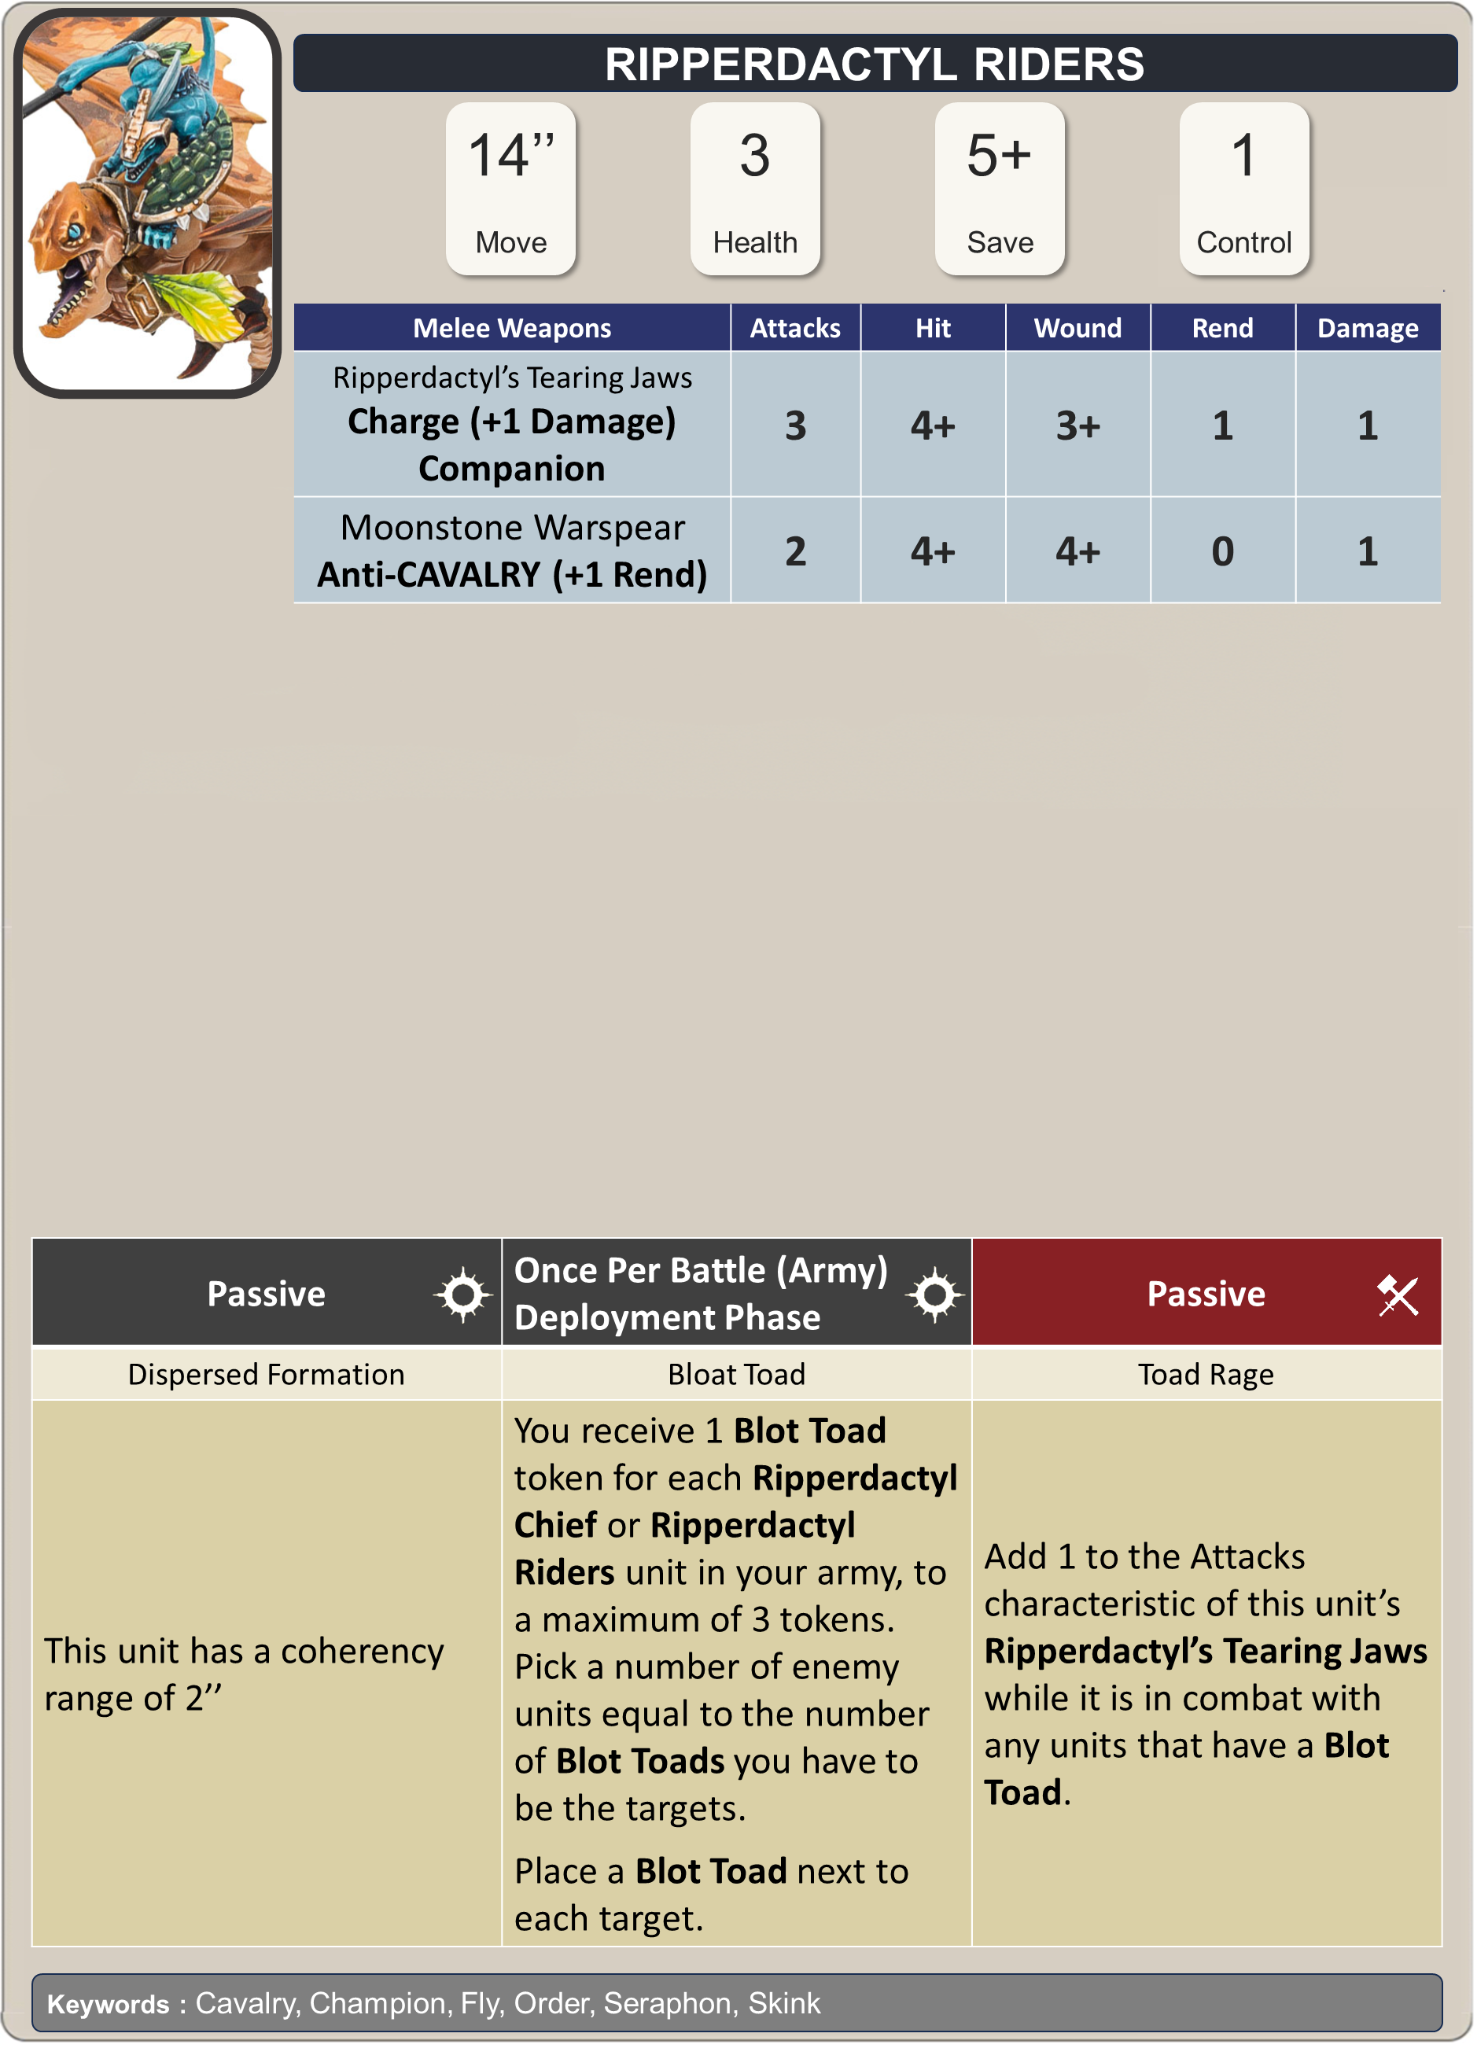 RIPPERDACTYL RIDERS
14’’
Move
3
Health
5+
Save
1
Control
Melee Weapons Attacks Hit Wound Rend Damage
Ripperdactyl’s Tearing Jaws
Charge (+1 Damage)
Companion
3 4+ 3+ 1 1
Moonstone Warspear
Anti-CAVALRY (+1 Rend)
2 4+ 4+ 0 1
Passive
Dispersed Formation
This unit has a coherency
range of 2’’
Once Per Battle (Army)
Deployment Phase
Bloat Toad
You receive 1 Blot Toad
token for each Ripperdactyl
Chief or Ripperdactyl
Riders unit in your army, to
a maximum of 3 tokens.
Pick a number of enemy
units equal to the number
of Blot Toads you have to
be the targets.
Place a Blot Toad next to
each target.
Passive
Toad Rage
Add 1 to the Attacks
characteristic of this unit’s
Ripperdactyl’s Tearing Jaws
while it is in combat with
any units that have a Blot
Toad.
Keywords : Cavalry, Champion, Fly, Order, Seraphon, Skink